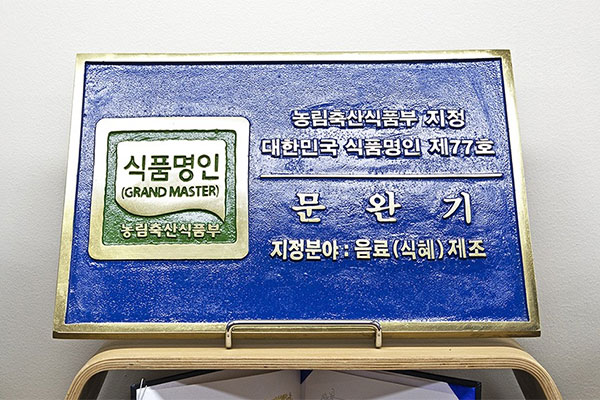 식품명인
(GRAND MASTER)
농림축산식품부
농림축산식품부 지정
대한민국 식품명인 제77호
문 완 기
지정분야 : 음료(식혜) 제조